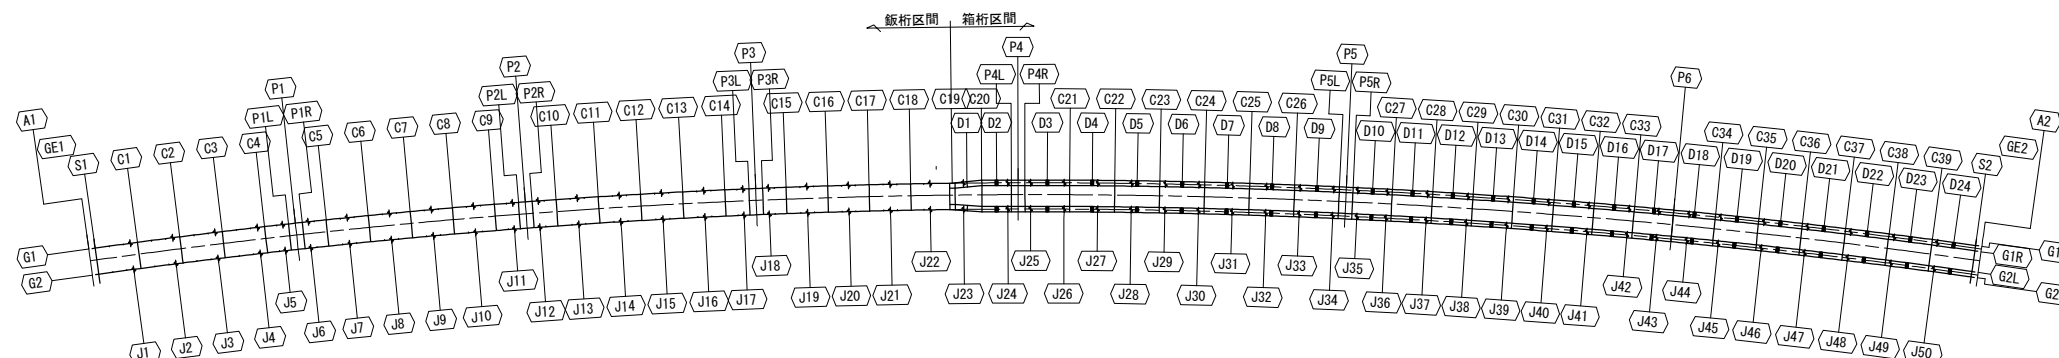 鈑桁区間 箱桁区間
P1 P2 P3 P4 P5 P6
P1L P1R P2L P2R P3L P3R P4L P4R P5L P5R
A1 GE1 S1 C1 C2 C3 C4 C5 C6 C7 C8 C9 C10 C11 C12 C13 C14 C15 C16 C17 C18 C19 C20 C21 C22 C23 C24 C25 C26 C27 C28 C29 C30 C31 C32 C33 C34 C35 C36 C37 C38 C39 S2 GE2 A2
D1 D2 D3 D4 D5 D6 D7 D8 D9 D10 D11 D12 D13 D14 D15 D16 D17 D18 D19 D20 D21 D22 D23 D24
G1 G2
G1R G2L G1 G2
J1 J2 J3 J4 J5 J6 J7 J8 J9 J10 J11 J12 J13 J14 J15 J16 J17 J18 J19 J20 J21 J22 J23 J24 J25 J26 J27 J28 J29 J30 J31 J32 J33 J34 J35 J36 J37 J38 J39 J40 J41 J42 J43 J44 J45 J46 J47 J48 J49 J50